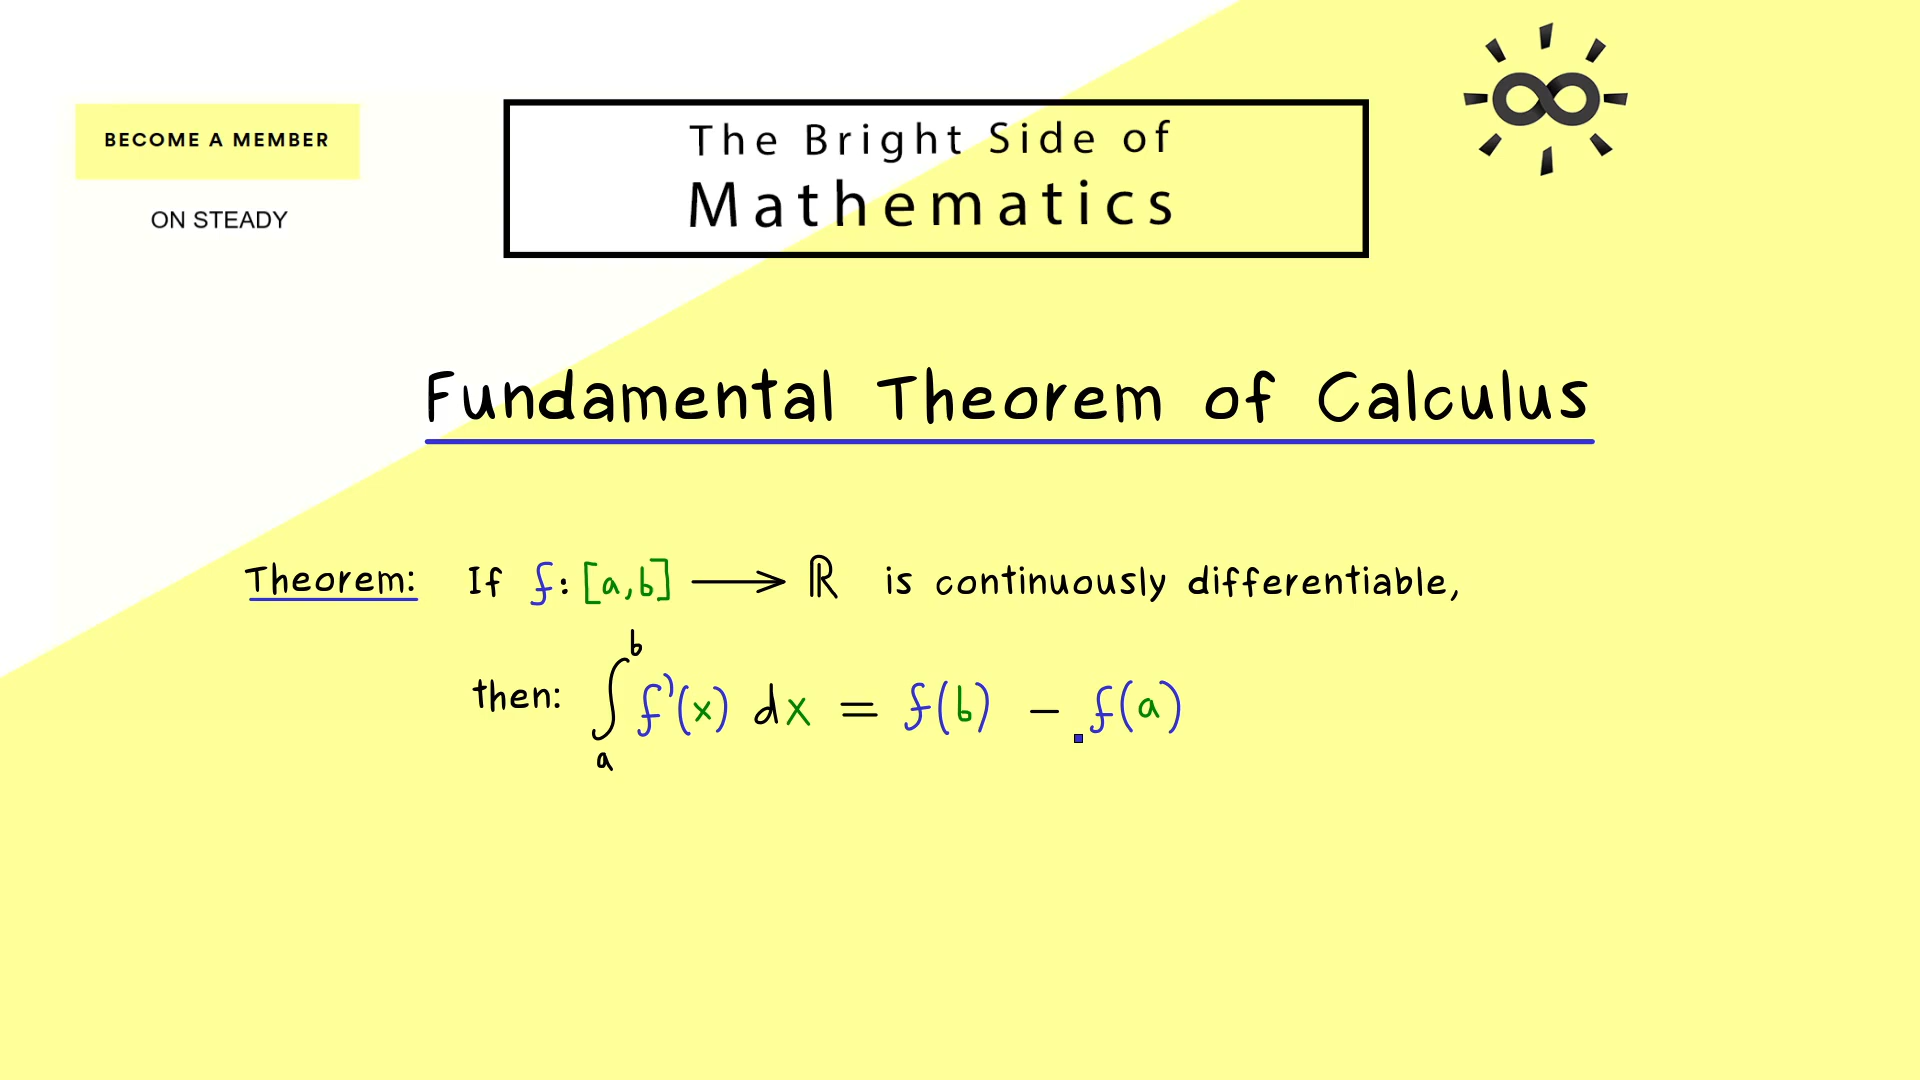 BECOME A MEMBER
ON STEADY
The Bright Side of
Mathematics
Fundamental Theorem of Calculus
Theorem: If f: [a,b] ⟶ ℝ is continuously differentiable,
then: ∫_a^b f'(x) dx = f(b) − f(a)